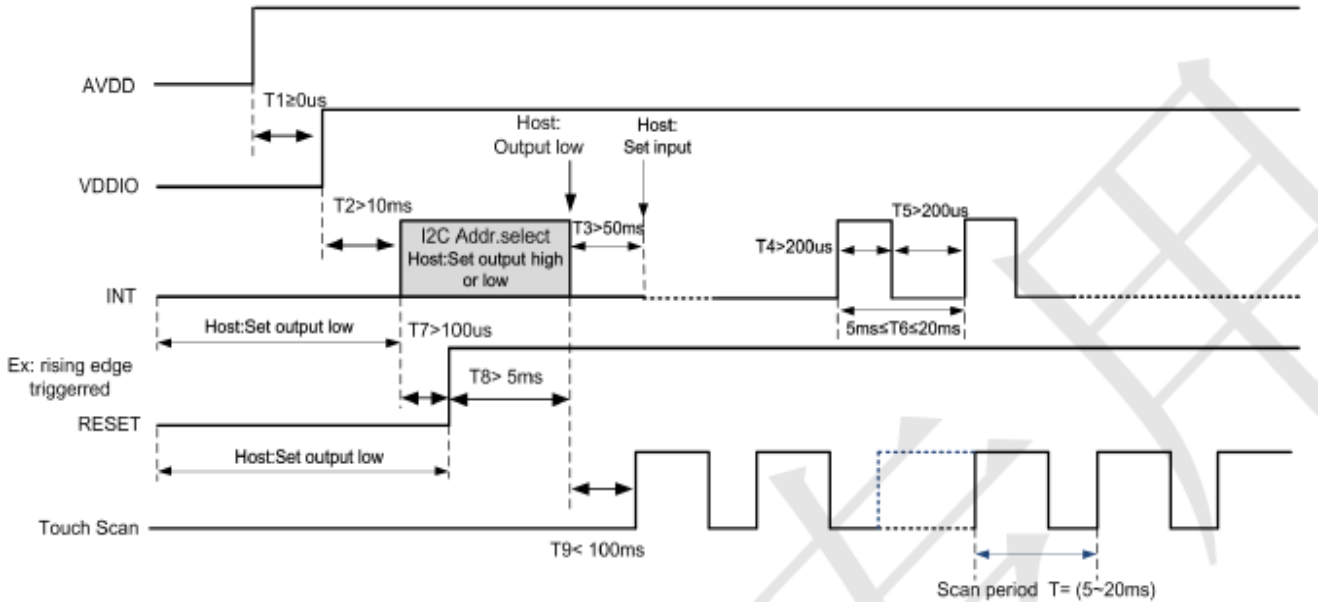 AVDD
T1≥0us
VDDIO
Host:
Output low
Host:
Set input
T2>10ms
I2C Addr.select
Host:Set output high
or low
T3>50ms
T4>200us
T5>200us
INT
5ms≤T6≤20ms
Host:Set output low
T7>100us
Ex: rising edge
triggerred
T8> 5ms
RESET
Host:Set output low
Touch Scan
T9< 100ms
Scan period T= (5~20ms)